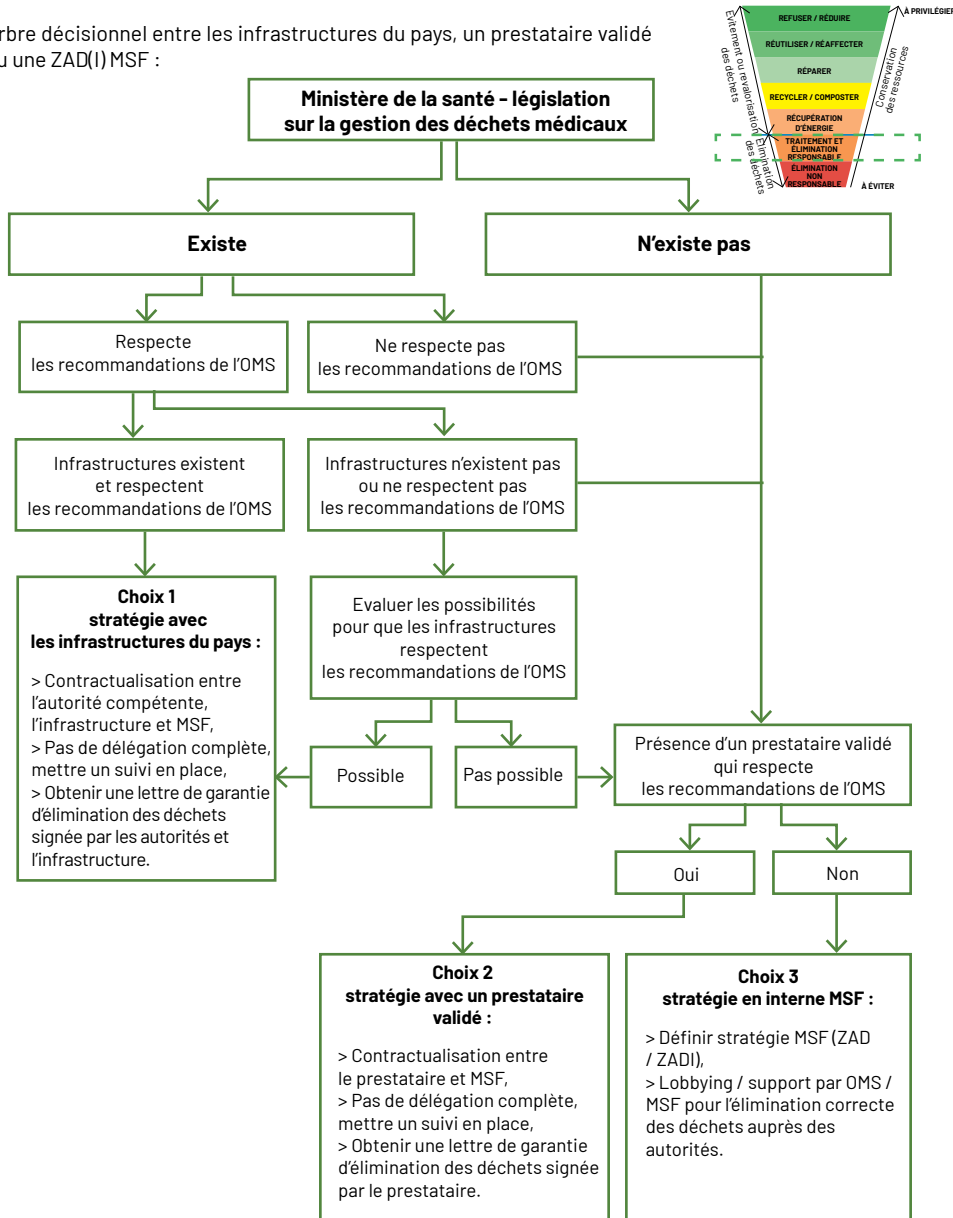 rbre décisionnel entre les infrastructures du pays, un prestataire validé
u une ZAD(I) MSF :
À PRIVILÉGIER
REFUSER / RÉDUIRE
RÉUTILISER / RÉAFFECTER
RÉPARER
RECYCLER / COMPOSTER
RÉCUPÉRATION
D'ÉNERGIE
TRAITEMENT ET
ÉLIMINATION
RESPONSABLE
ÉLIMINATION
NON
RESPONSABLE
À ÉVITER
Evitement ou revalorisation
des déchets
Elimination
des déchets
Conservation
des ressources
Ministère de la santé - législation
sur la gestion des déchets médicaux
Existe
N'existe pas
Respecte
les recommandations de l'OMS
Ne respecte pas
les recommandations de l'OMS
Infrastructures existent
et respectent
les recommandations de l'OMS
Infrastructures n'existent pas
ou ne respectent pas
les recommandations de l'OMS
Choix 1
stratégie avec
les infrastructures du pays :
> Contractualisation entre
l'autorité compétente,
l'infrastructure et MSF,
> Pas de délégation complète,
mettre un suivi en place,
> Obtenir une lettre de garantie
d'élimination des déchets
signée par les autorités et
l'infrastructure.
Evaluer les possibilités
pour que les infrastructures
respectent
les recommandations de l'OMS
Possible
Pas possible
Présence d'un prestataire validé
qui respecte
les recommandations de l'OMS
Oui
Non
Choix 2
stratégie avec un prestataire
validé :
> Contractualisation entre
le prestataire et MSF,
> Pas de délégation complète,
mettre un suivi en place,
> Obtenir une lettre de garantie
d'élimination des déchets signée
par le prestataire.
Choix 3
stratégie en interne MSF :
> Définir stratégie MSF (ZAD
/ ZADI),
> Lobbying / support par OMS /
MSF pour l'élimination correcte
des déchets auprès des
autorités.